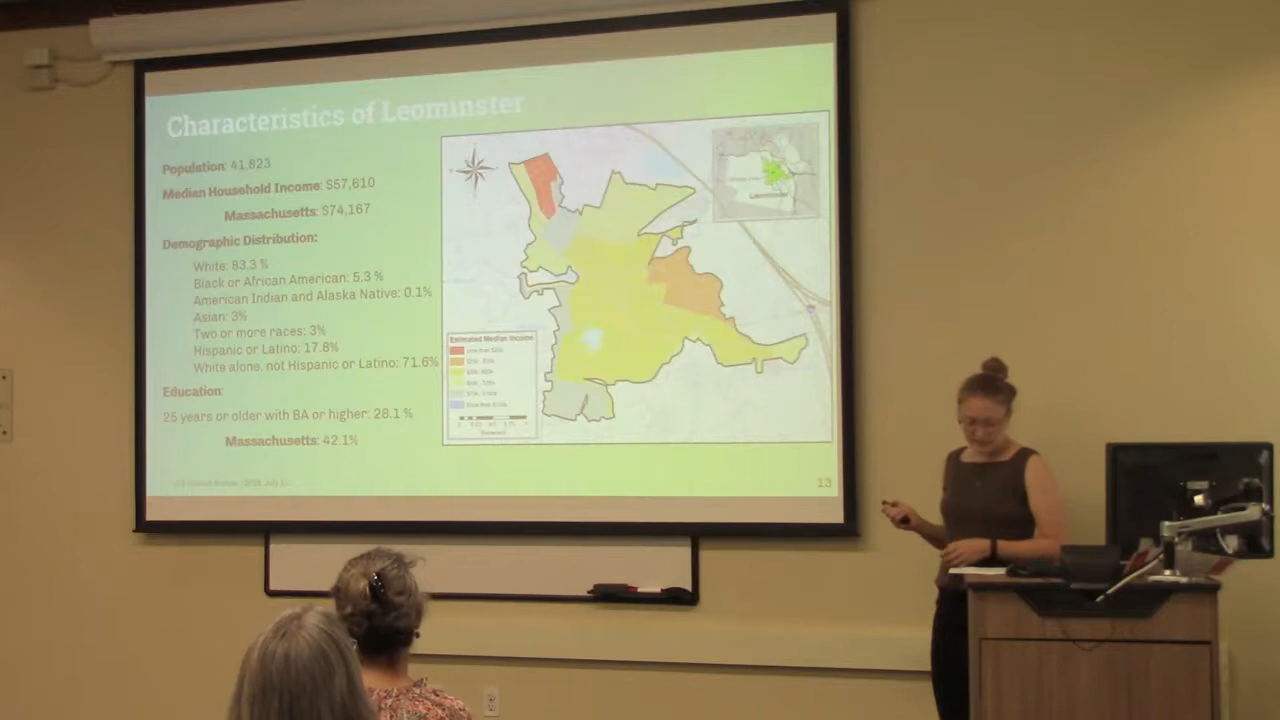 Characteristics of Leominster
Population: 41,823
Median Household Income: $57,610
Massachusetts: $74,167
Demographic Distribution:
White: 83.3 %
Black or African American: 5.3 %
American Indian and Alaska Native: 0.1%
Asian: 3%
Two or more races: 3%
Hispanic or Latino: 17.8%
White alone, not Hispanic or Latino: 71.6%
Education:
25 years or older with BA or higher: 28.1 %
Massachusetts: 42.1%
Estimated Median Income
13